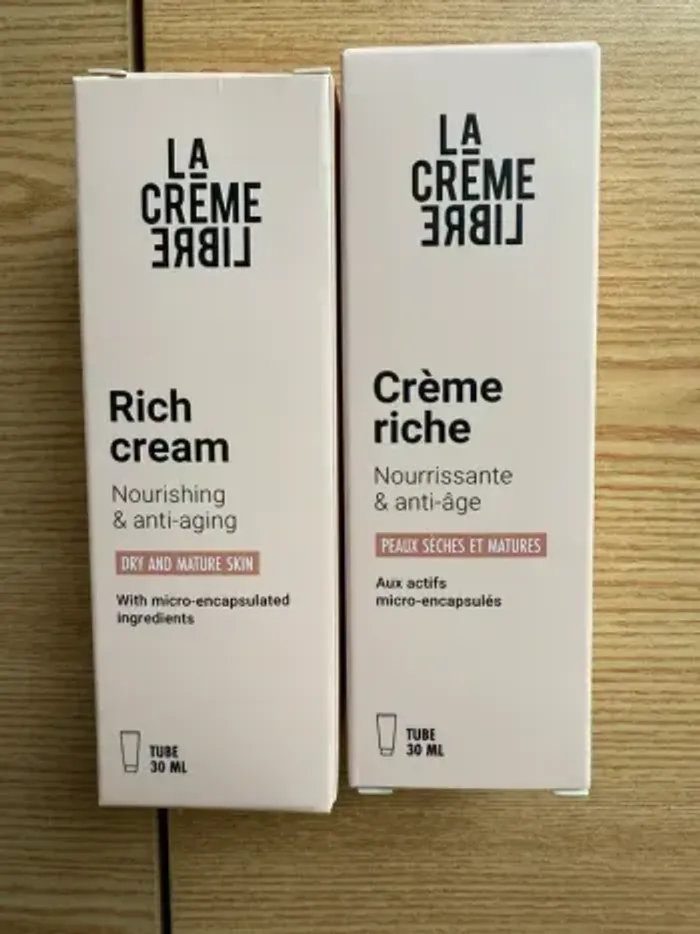 LA
CRÈME
LIBRE
Rich
cream
Nourishing
& anti-aging
DRY AND MATURE SKIN
With micro-encapsulated
ingredients
TUBE
30 ML
LA
CRÈME
LIBRE
Crème
riche
Nourrissante
& anti-âge
PEAUX SÈCHES ET MATURES
Aux actifs
micro-encapsulés
TUBE
30 ML